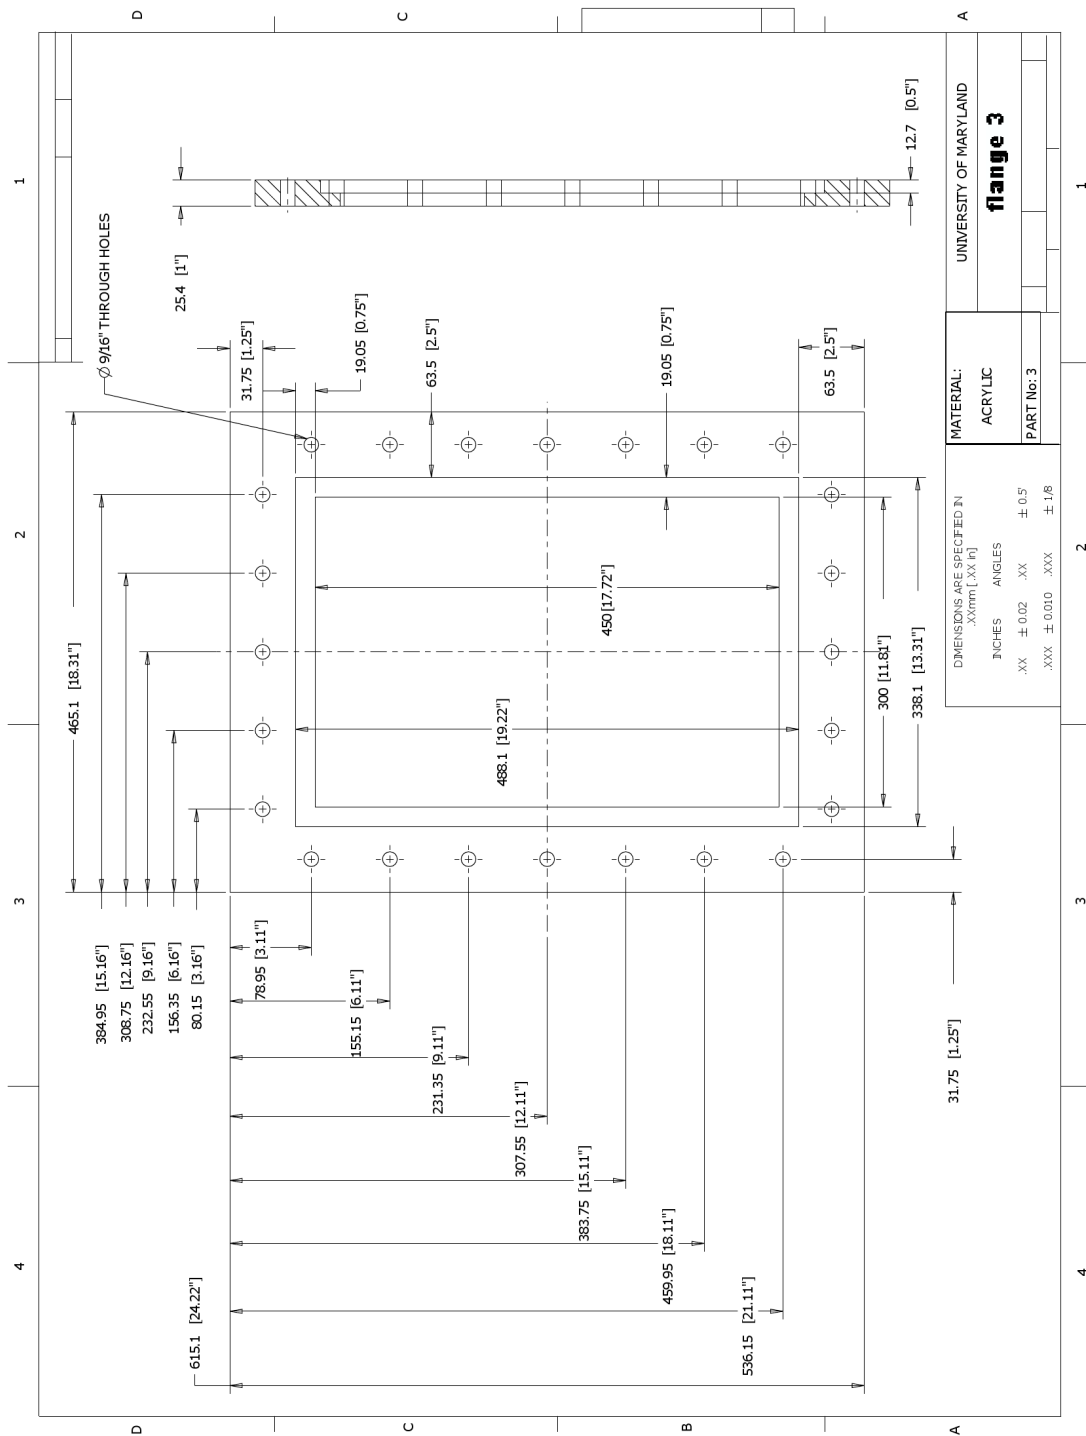 D
C
A
1
1
Ø 9/16" THROUGH HOLES
25.4 [1"]
12.7 [0.5"]
31.75 [1.25"]
19.05 [0.75"]
63.5 [2.5"]
19.05 [0.75"]
63.5 [2.5"]
2
2
465.1 [18.31"]
450[17.72"]
488.1 [19.22"]
300 [11.81"]
338.1 [13.31"]
3
3
384.95 [15.16"]
308.75 [12.16"]
232.55 [9.16"]
156.35 [6.16"]
80.15 [3.16"]
78.95 [3.11"]
155.15 [6.11"]
231.35 [9.11"]
307.55 [12.11"]
383.75 [15.11"]
459.95 [18.11"]
536.15 [21.11"]
615.1 [24.22"]
31.75 [1.25"]
4
4
D
C
B
A
UNIVERSITY OF MARYLAND
flange 3
MATERIAL:
ACRYLIC
PART No: 3
DIMENSIONS ARE SPECIFIED IN
.XXmm [ .XX in]
INCHES ANGLES
.XX ± 0.02 .XX ± 0.5°
.XXX ± 0.010 .XXX ± 1/8